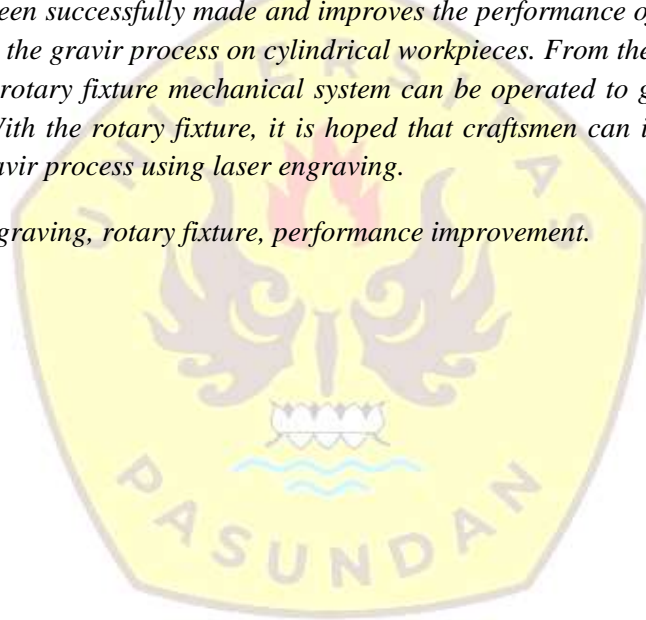 een successfully made and improves the performance o
the gravir process on cylindrical workpieces. From the
rotary fixture mechanical system can be operated to g
With the rotary fixture, it is hoped that craftsmen can i
avir process using laser engraving.
graving, rotary fixture, performance improvement.
UNIVERSITAS
PASUNDAN